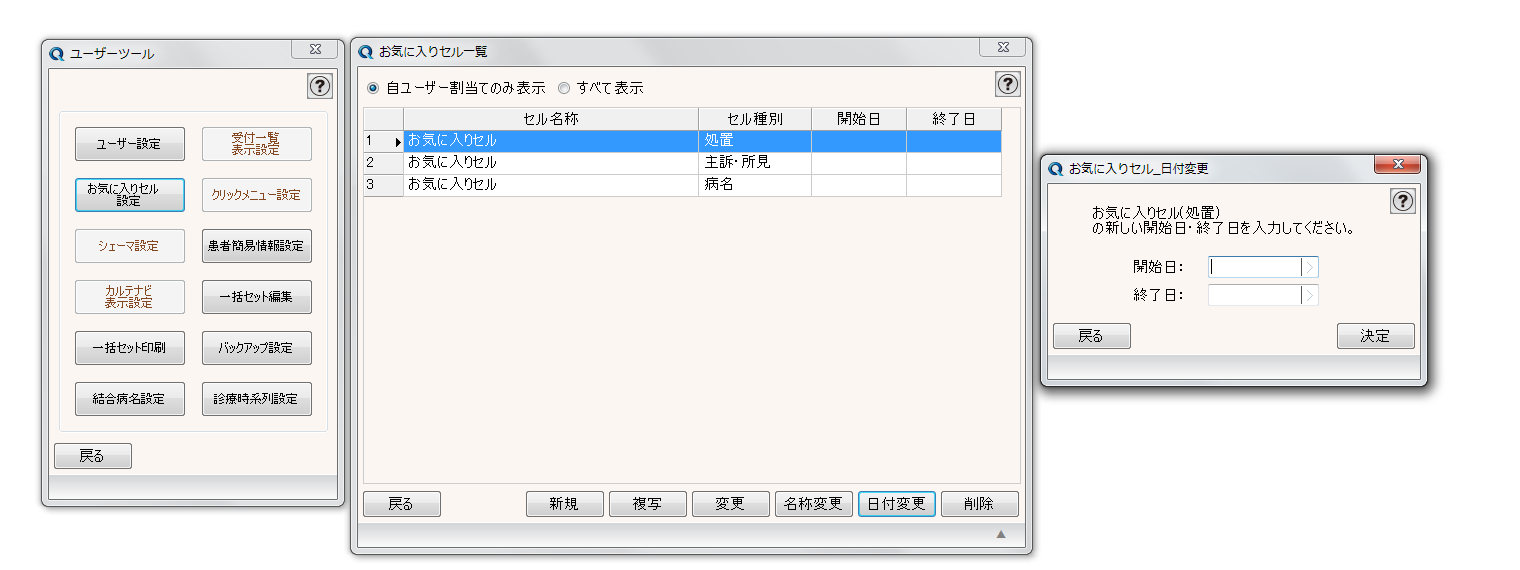 ユーザーツール
?
ユーザー設定
受付一覧
表示設定
お気に入りセル
設定
クリックメニュー設定
シェーマ設定
患者簡易情報設定
カルテナビ
表示設定
一括セット編集
一括セット印刷
バックアップ設定
結合病名設定
診療時系列設定
戻る
お気に入りセル一覧
自ユーザー割当てのみ表示 すべて表示
?
セル名称 セル種別 開始日 終了日
1 お気に入りセル 処置
2 お気に入りセル 主訴・所見
3 お気に入りセル 病名
戻る 新規 複写 変更 名称変更 日付変更 削除
お気に入りセル_日付変更
?
お気に入りセル(処置)
の新しい開始日・終了日を入力してください。
開始日:
終了日:
戻る 決定